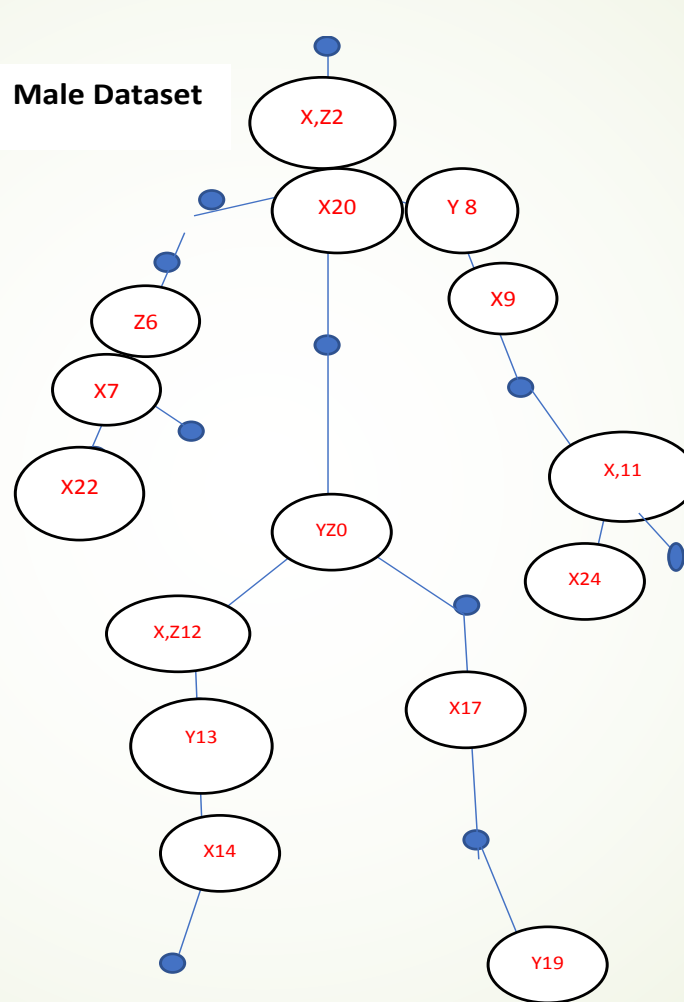 Male Dataset
X,Z2
X20
Y 8
X9
Z6
X7
X22
X,11
X24
YZ0
X,Z12
X17
Y13
X14
Y19